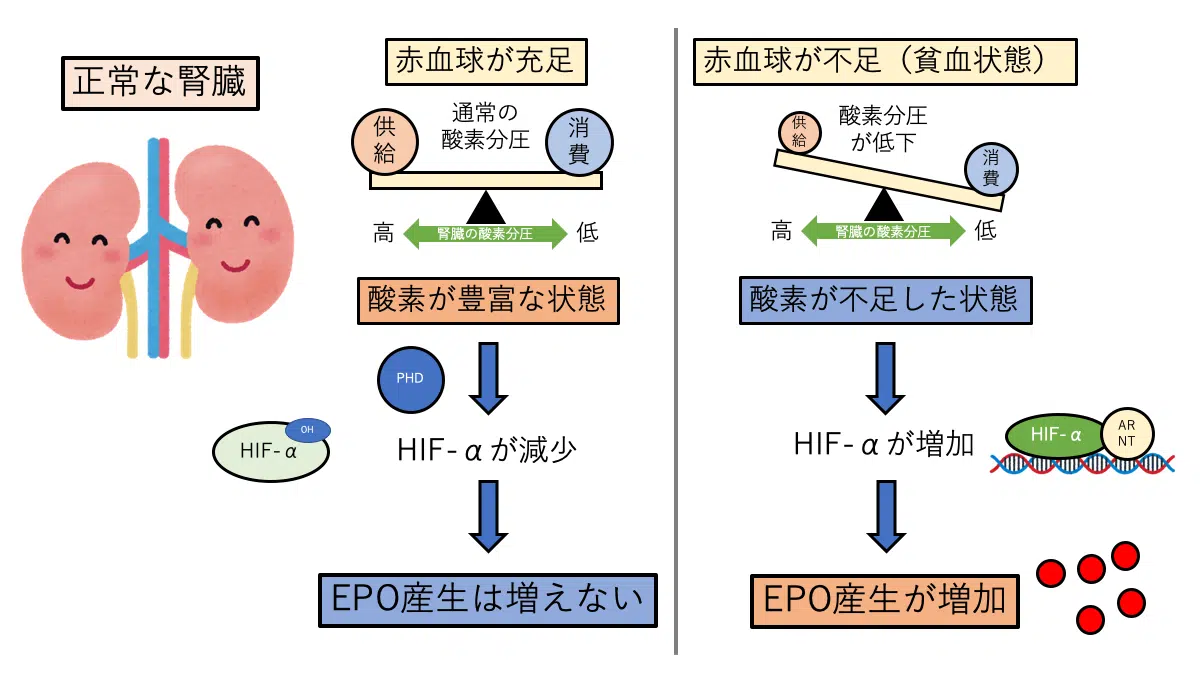 正常な腎臓
赤血球が充足
供
給
通常の
酸素分圧
消
費
高
腎臓の酸素分圧
低
酸素が豊富な状態
PHD
OH
HIF-α
HIF-αが減少
EPO産生は増えない
赤血球が不足（貧血状態）
供
給
酸素分圧
が低下
消
費
高
腎臓の酸素分圧
低
酸素が不足した状態
HIF-αが増加
HIF-α
AR
NT
EPO産生が増加